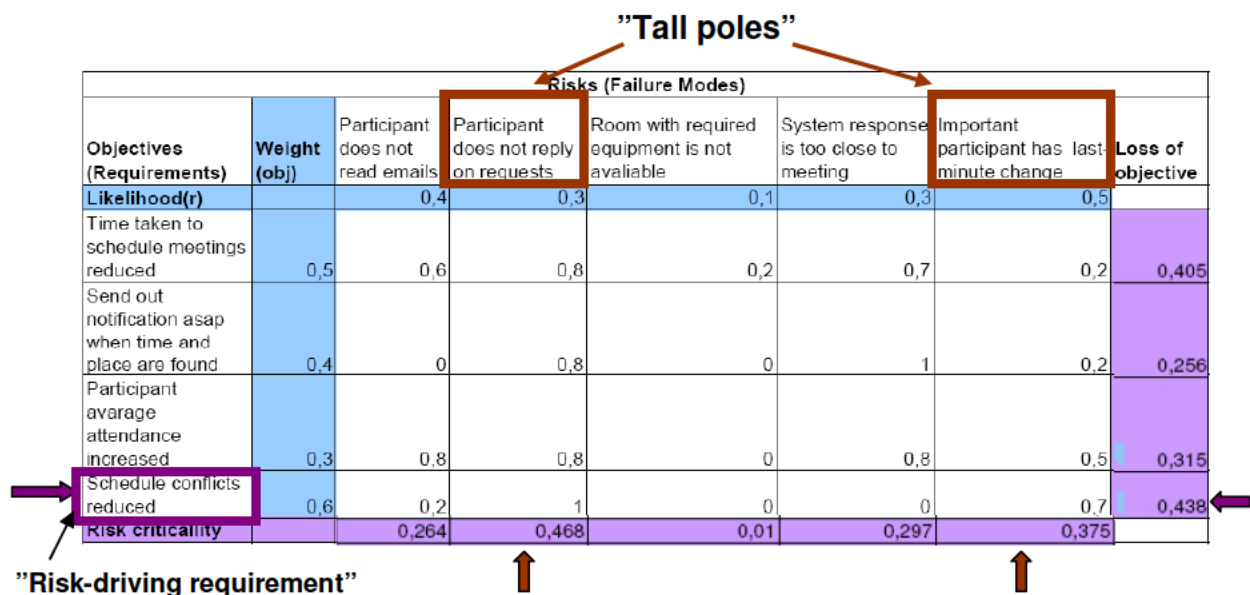 ”Tall poles”
Risks (Failure Modes)
Objectives (Requirements) Weight (obj) Participant does not read emails Participant does not reply on requests Room with required equipment is not avaliable System response is too close to meeting Important participant has last-minute change Loss of objective
Likelihood(r) 0,4 0,3 0,1 0,3 0,5
Time taken to schedule meetings reduced 0,5 0,6 0,8 0,2 0,7 0,2 0,405
Send out notification asap when time and place are found 0,4 0 0,8 0 1 0,2 0,256
Participant avarage attendance increased 0,3 0,8 0,8 0 0,8 0,5 0,315
Schedule conflicts reduced 0,6 0,2 1 0 0 0,7 0,438
Risk criticallity 0,264 0,468 0,01 0,297 0,375
”Risk-driving requirement”